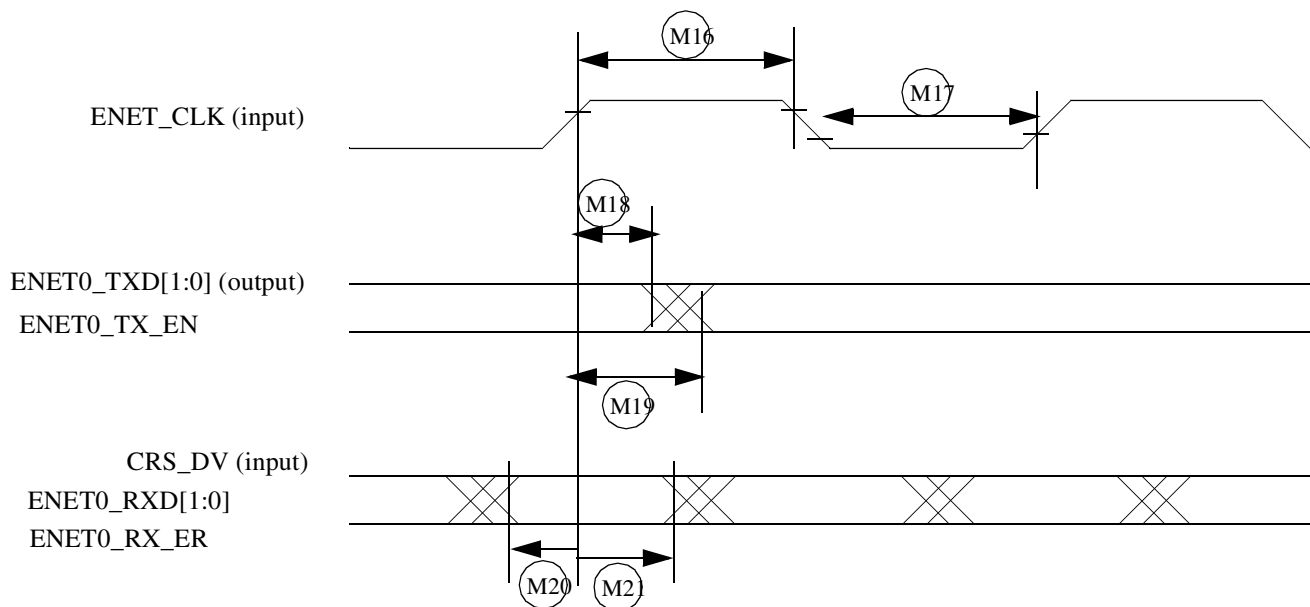 M16
ENET_CLK (input)
M17
M18
ENET0_TXD[1:0] (output)
ENET0_TX_EN
M19
CRS_DV (input)
ENET0_RXD[1:0]
ENET0_RX_ER
M20
M21